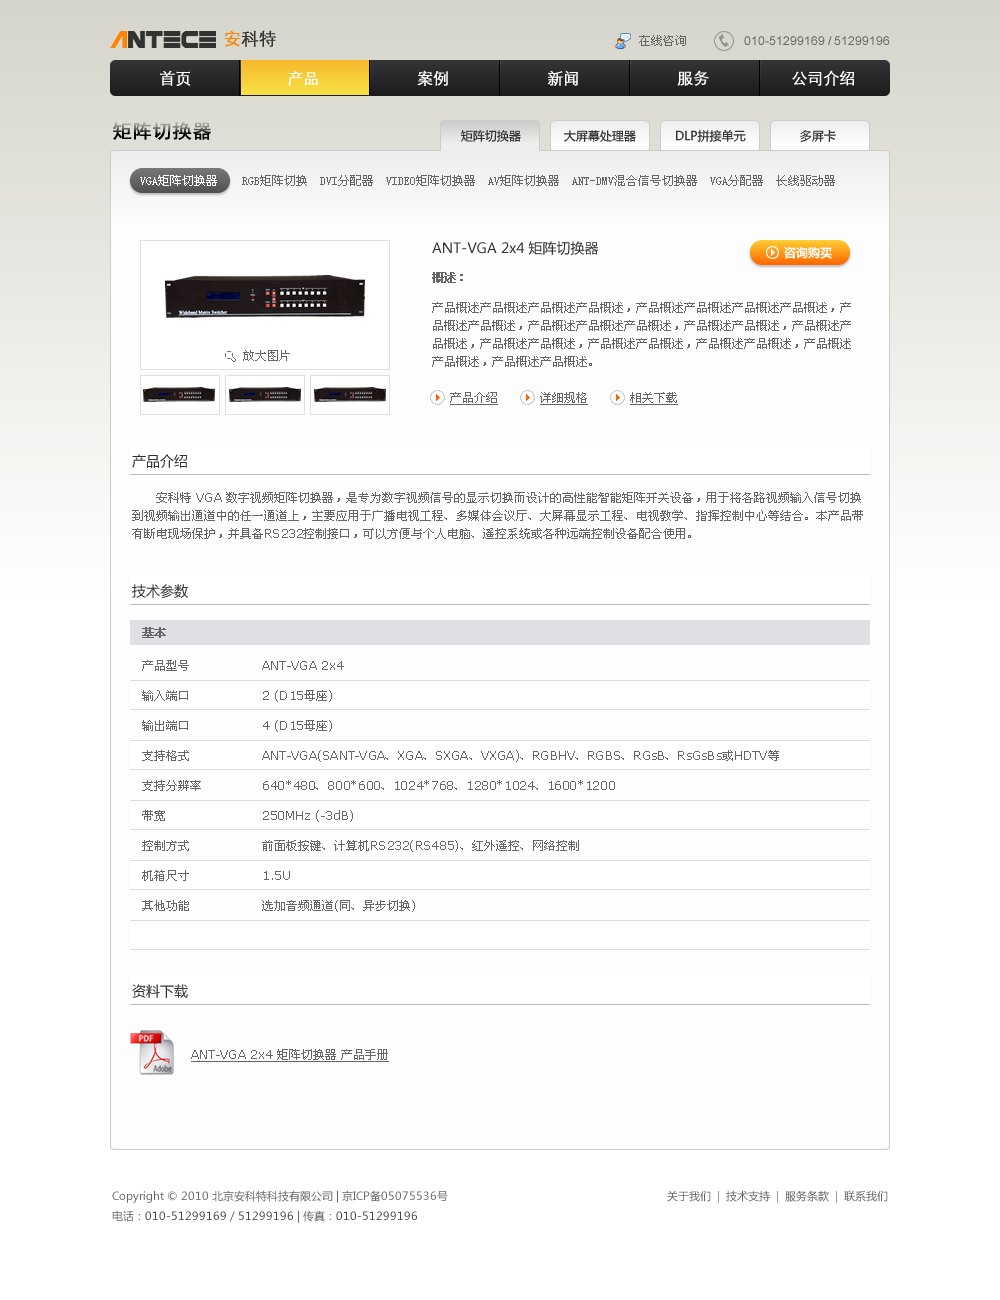 ANTECE 安科特
在线咨询 010-51299169 / 51299196
首页 产品 案例 新闻 服务 公司介绍
矩阵切换器
矩阵切换器 大屏幕处理器 DLP拼接单元 多屏卡
VGA矩阵切换器 RGB矩阵切换 DVI分配器 VIDEO矩阵切换器 AV矩阵切换器 ANT-DMV混合信号切换器 VGA分配器 长线驱动器
ANT-VGA 2x4 矩阵切换器
咨询购买
概述：
产品概述产品概述产品概述产品概述，产品概述产品概述产品概述产品概述，产
品概述产品概述，产品概述产品概述产品概述，产品概述产品概述，产品概述产
品概述，产品概述产品概述，产品概述产品概述，产品概述产品概述，产品概述
产品概述，产品概述产品概述。
Wideband Matrix Switcher
放大图片
产品介绍 详细规格 相关下载
产品介绍
安科特 VGA 数字视频矩阵切换器，是专为数字视频信号的显示切换而设计的高性能智能矩阵开关设备，用于将各路视频输入信号切换
到视频输出通道中的任一通道上，主要应用于广播电视工程、多媒体会议厅、大屏幕显示工程、电视教学、指挥控制中心等结合。本产品带
有断电现场保护，并具备RS232控制接口，可以方便与个人电脑、遥控系统或各种远端控制设备配合使用。
技术参数
基本
产品型号 ANT-VGA 2x4
输入端口 2 (D15母座)
输出端口 4 (D15母座)
支持格式 ANT-VGA(SANT-VGA、XGA、SXGA、VXGA)、RGBHV、RGBS、RGsB、RsGsBs或HDTV等
支持分辨率 640*480、800*600、1024*768、1280*1024、1600*1200
带宽 250MHz (-3dB)
控制方式 前面板按键、计算机RS232(RS485)、红外遥控、网络控制
机箱尺寸 1.5U
其他功能 选加音频通道(同、异步切换)
资料下载
PDF
Adobe
ANT-VGA 2x4 矩阵切换器 产品手册
Copyright © 2010 北京安科特科技有限公司 | 京ICP备05075536号
关于我们 | 技术支持 | 服务条款 | 联系我们
电话：010-51299169 / 51299196 | 传真：010-51299196